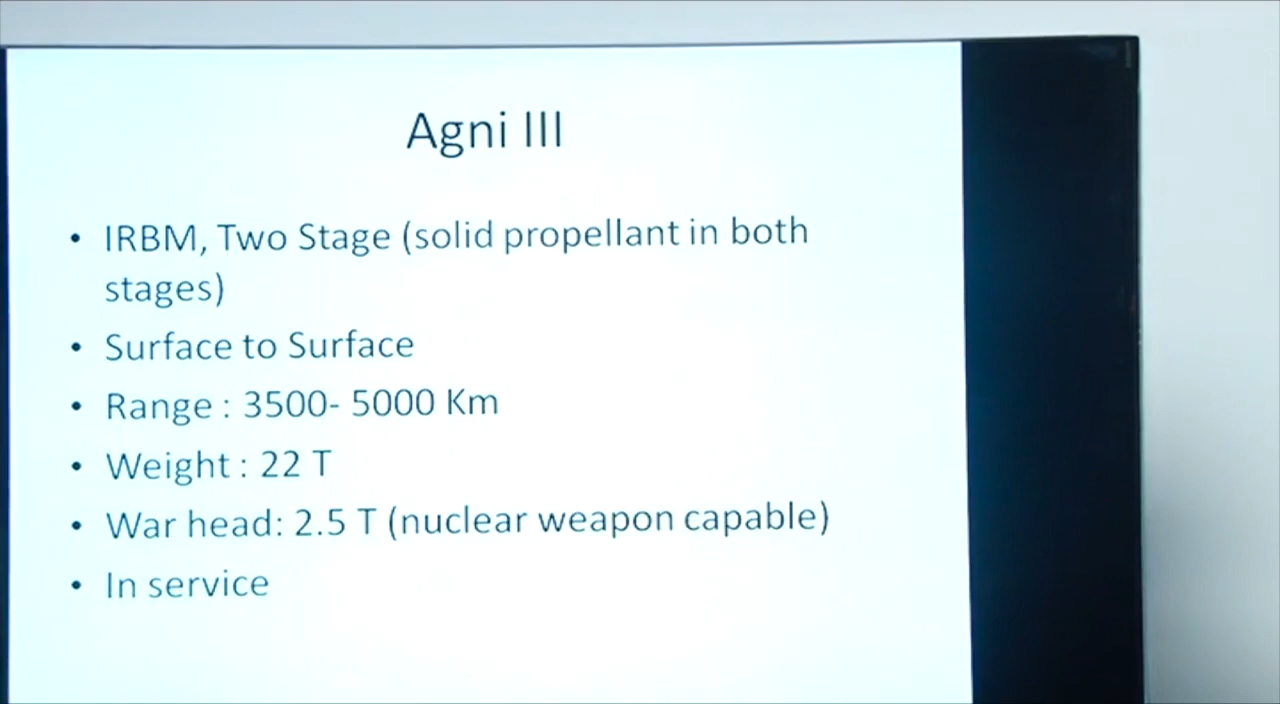 Agni III
• IRBM, Two Stage (solid propellant in both
stages)
• Surface to Surface
• Range : 3500- 5000 Km
• Weight : 22 T
• War head: 2.5 T (nuclear weapon capable)
• In service